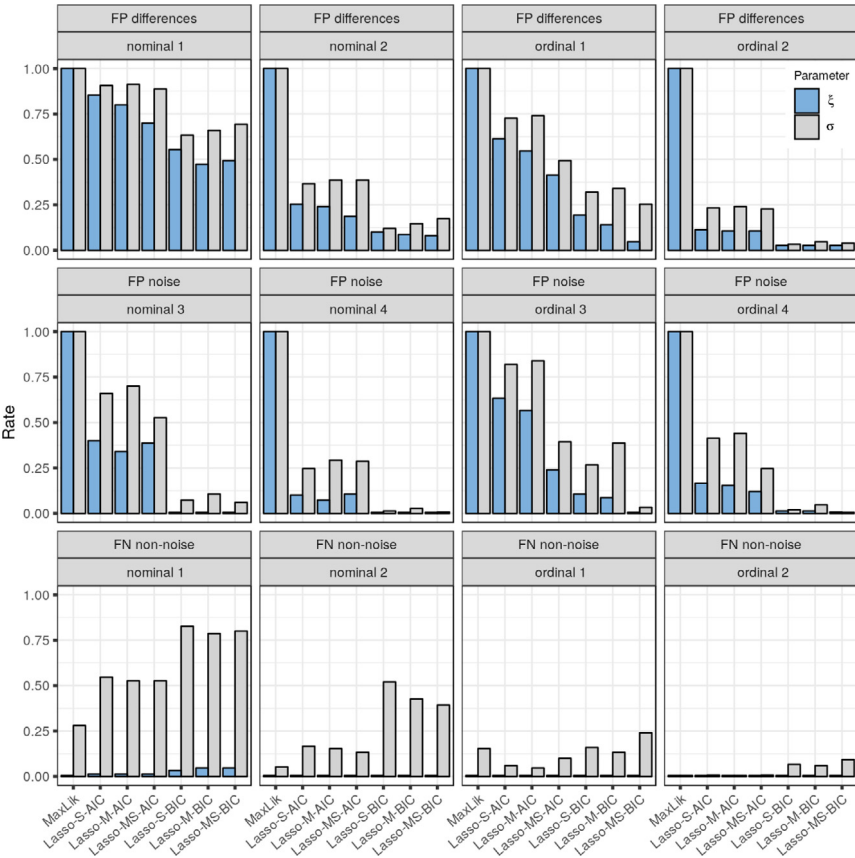 FP differences FP differences FP differences FP differences
nominal 1 nominal 2 ordinal 1 ordinal 2
1.00
0.75
0.50
0.25
0.00
Parameter
ξ
σ
FP noise FP noise FP noise FP noise
nominal 3 nominal 4 ordinal 3 ordinal 4
1.00
0.75
0.50
0.25
0.00
Rate
FN non-noise FN non-noise FN non-noise FN non-noise
nominal 1 nominal 2 ordinal 1 ordinal 2
1.00
0.75
0.50
0.25
0.00
MaxLik Lasso-S-AIC Lasso-M-AIC Lasso-MS-AIC Lasso-S-BIC Lasso-M-BIC Lasso-MS-BIC MaxLik Lasso-S-AIC Lasso-M-AIC Lasso-MS-AIC Lasso-S-BIC Lasso-M-BIC Lasso-MS-BIC MaxLik Lasso-S-AIC Lasso-M-AIC Lasso-MS-AIC Lasso-S-BIC Lasso-M-BIC Lasso-MS-BIC MaxLik Lasso-S-AIC Lasso-M-AIC Lasso-MS-AIC Lasso-S-BIC Lasso-M-BIC Lasso-MS-BIC